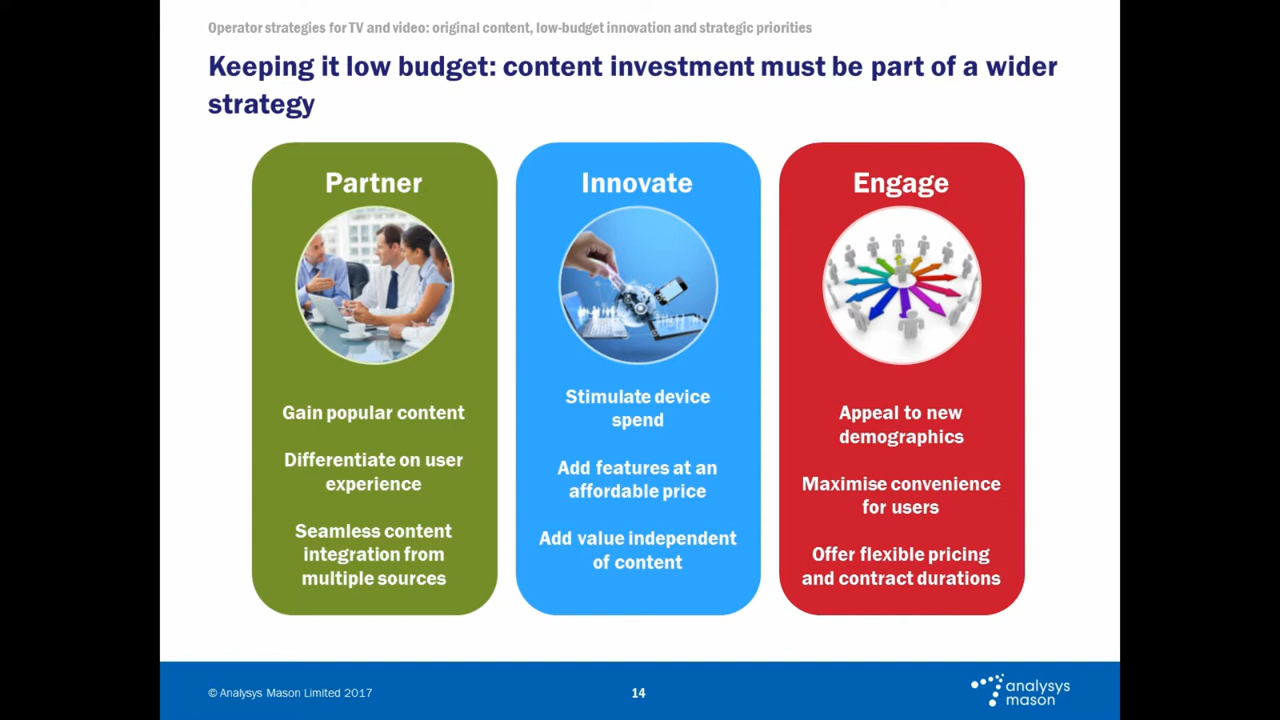 Operator strategies for TV and video: original content, low-budget innovation and strategic priorities
Keeping it low budget: content investment must be part of a wider
strategy
Partner
Gain popular content
Differentiate on user
experience
Seamless content
integration from
multiple sources
Innovate
Stimulate device
spend
Add features at an
affordable price
Add value independent
of content
Engage
Appeal to new
demographics
Maximise convenience
for users
Offer flexible pricing
and contract durations
© Analysys Mason Limited 2017
14
analysys
mason